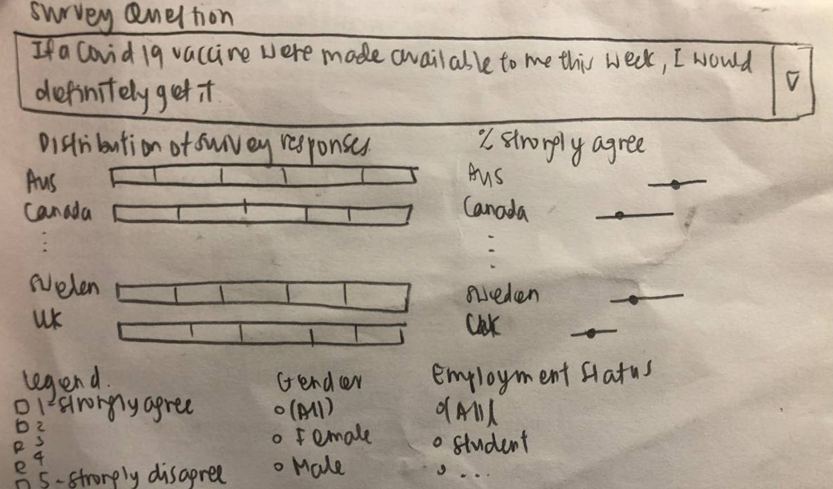 Survey Question
If a Covid 19 vaccine were made available to me this week, I would
definitely get it
Distribution of survey responses
% strongly agree
Aus
Canada
Sweden
UK
Aus
Canada
Sweden
UK
legend.
1-strongly agree
2
3
4
5-strongly disagree
Gender
(All)
Female
Male
Employment Status
(All)
Student
...